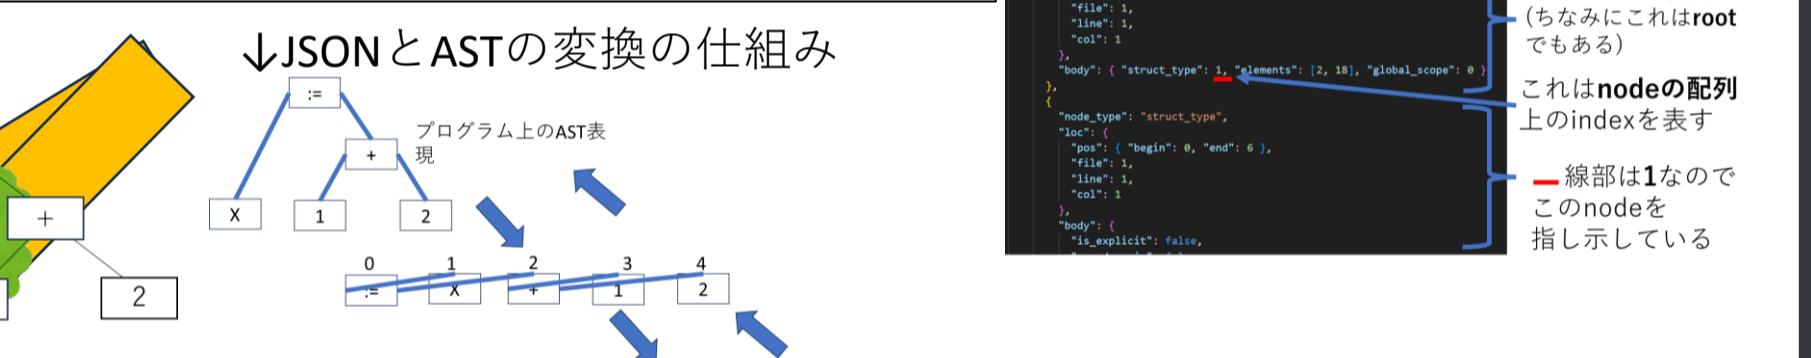 ↓JSONとASTの変換の仕組み
:=
プログラム上のAST表
現
+
X
1
2
+
2
0
1
2
3
4
:=
X
+
1
2
"file": 1,
"line": 1,
"col": 1
},
"body": { "struct_type": 1, "elements": [2, 18], "global_scope": 0 }
},
{
"node_type": "struct_type",
"loc": {
"pos": { "begin": 0, "end": 6 },
"file": 1,
"line": 1,
"col": 1
},
"body": {
"is_explicit": false,
(ちなみにこれはroot
でもある)
これはnodeの配列
上のindexを表す
線部は1なので
このnodeを
指し示している